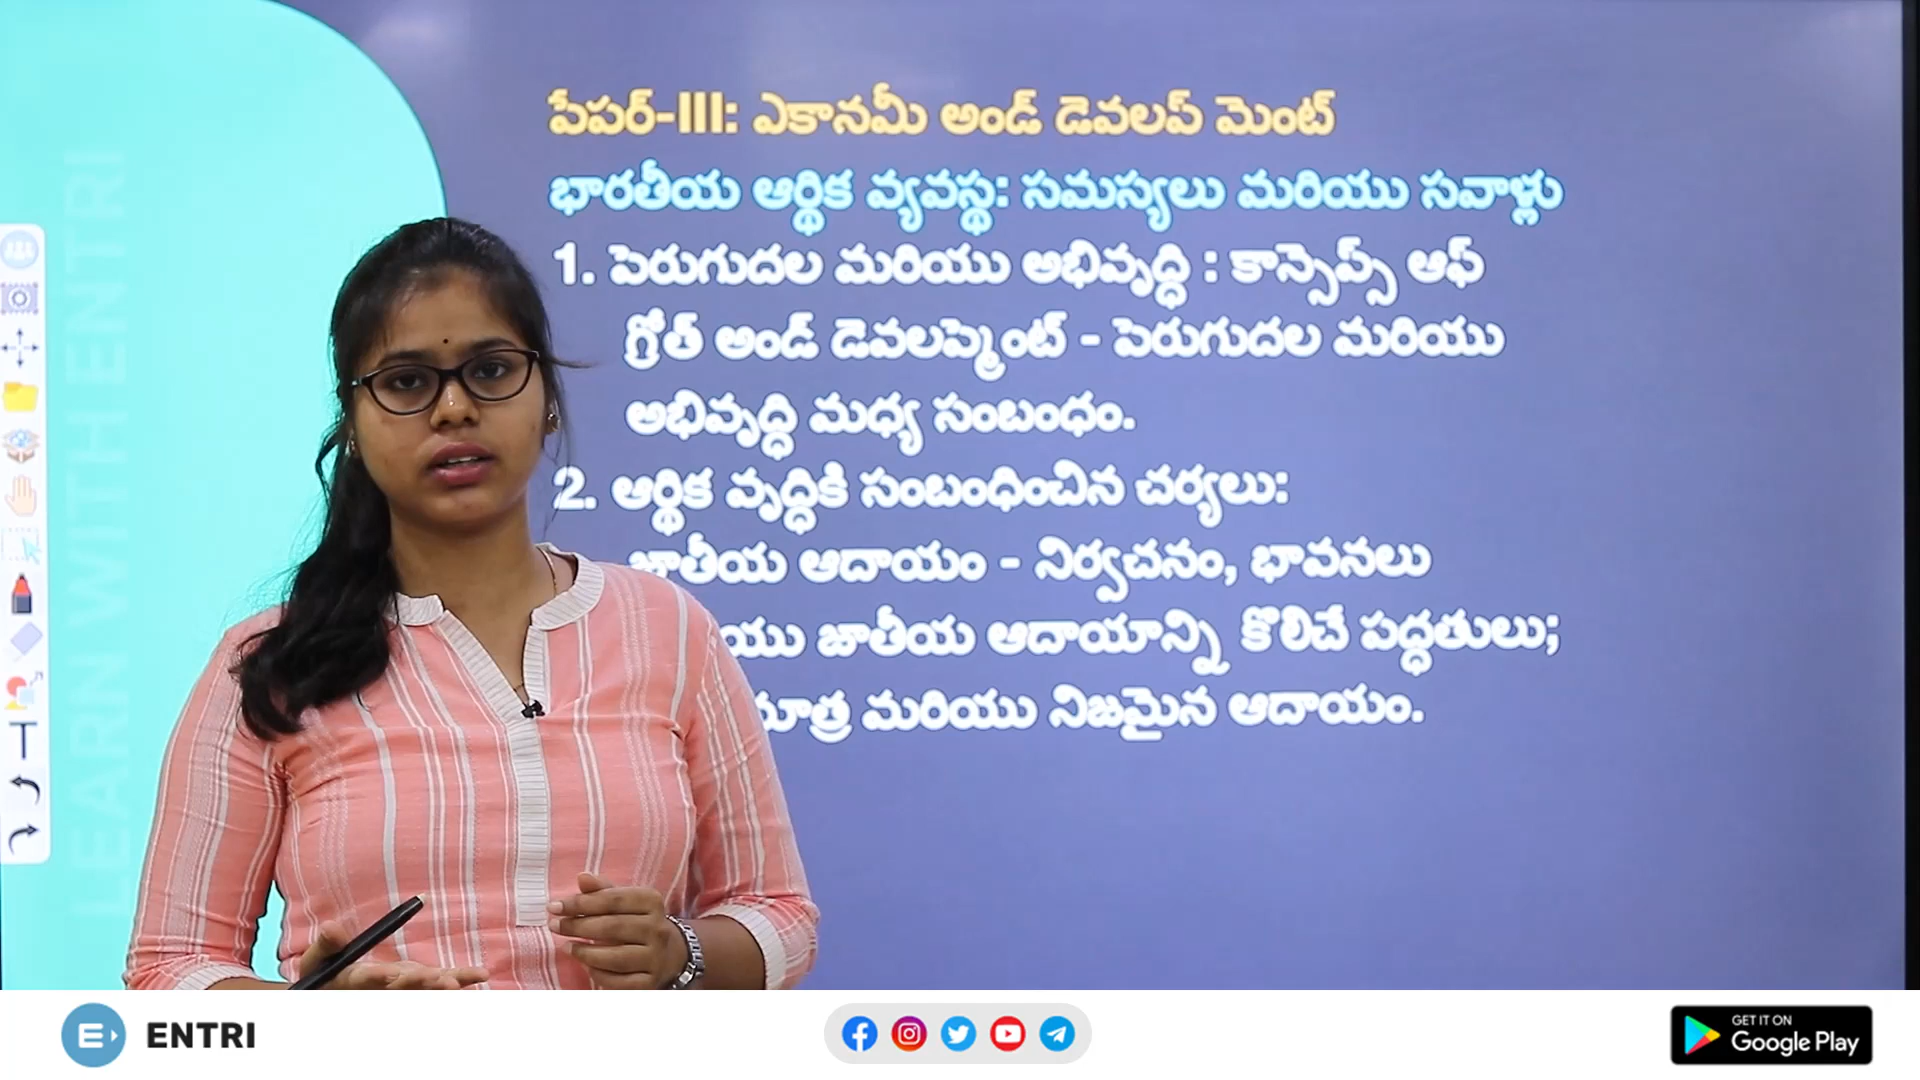 పేపర్-III: ఎకానమీ అండ్ డెవలప్ మెంట్
భారతీయ ఆర్థిక వ్యవస్థ: సమస్యలు మరియు సవాళ్లు
1. పెరుగుదల మరియు అభివృద్ధి : కాన్సెప్ట్స్ ఆఫ్
గ్రోత్ అండ్ డెవలప్మెంట్ - పెరుగుదల మరియు
అభివృద్ధి మధ్య సంబంధం.
2. ఆర్థిక వృద్ధికి సంబంధించిన చర్యలు:
జాతీయ ఆదాయం - నిర్వచనం, భావనలు
జాతీయ ఆదాయాన్ని కొలిచే పద్ధతులు;
మరియు నిజమైన ఆదాయం.
LEARN WITH ENTRI
T
E ENTRI
GET IT ON
Google Play